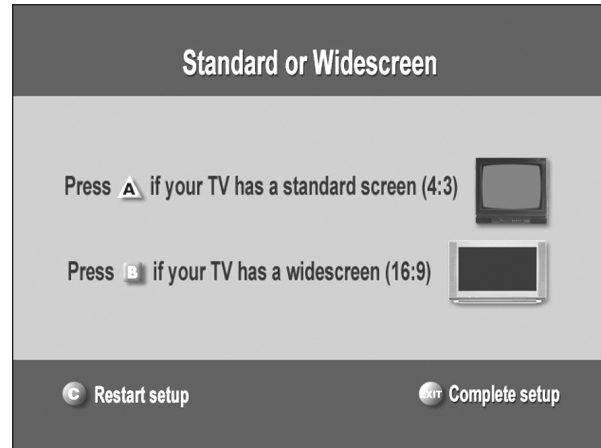 Standard or Widescreen
Press A if your TV has a standard screen (4:3)
Press B if your TV has a widescreen (16:9)
C Restart setup
EXIT Complete setup